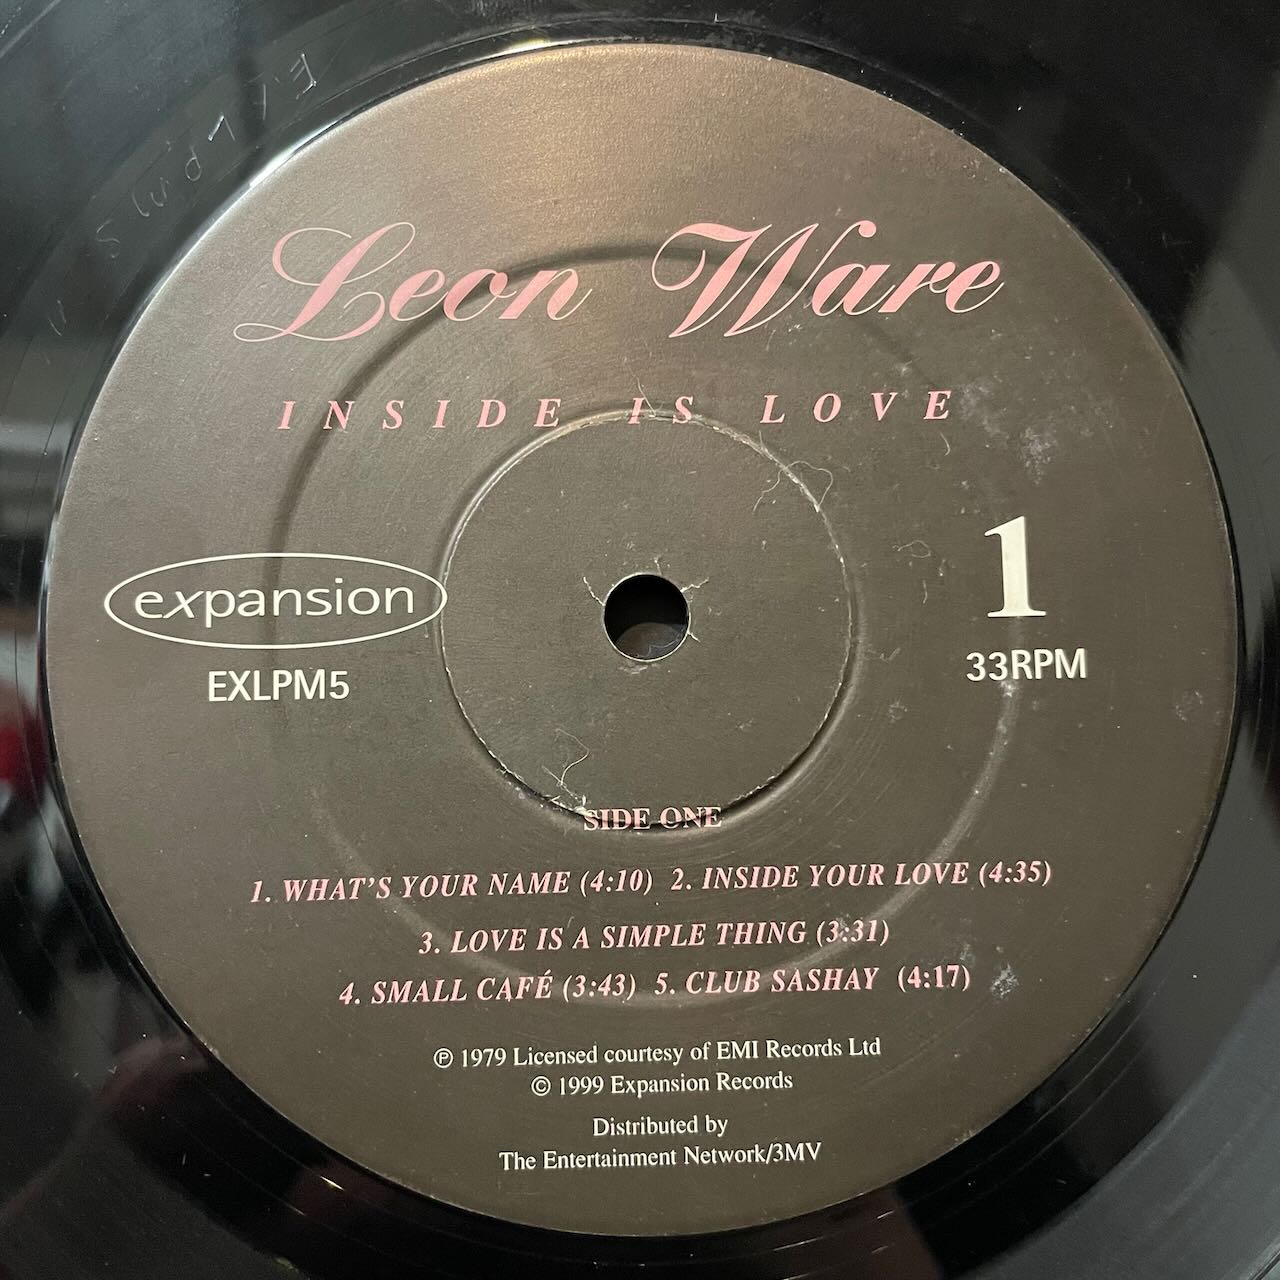 Leon Ware
INSIDE IS LOVE
expansion
EXLPM5
1
33RPM
SIDE ONE
1. WHAT'S YOUR NAME (4:10) 2. INSIDE YOUR LOVE (4:35)
3. LOVE IS A SIMPLE THING (3:31)
4. SMALL CAFÉ (3:43) 5. CLUB SASHAY (4:17)
℗ 1979 Licensed courtesy of EMI Records Ltd
© 1999 Expansion Records
Distributed by
The Entertainment Network/3MV